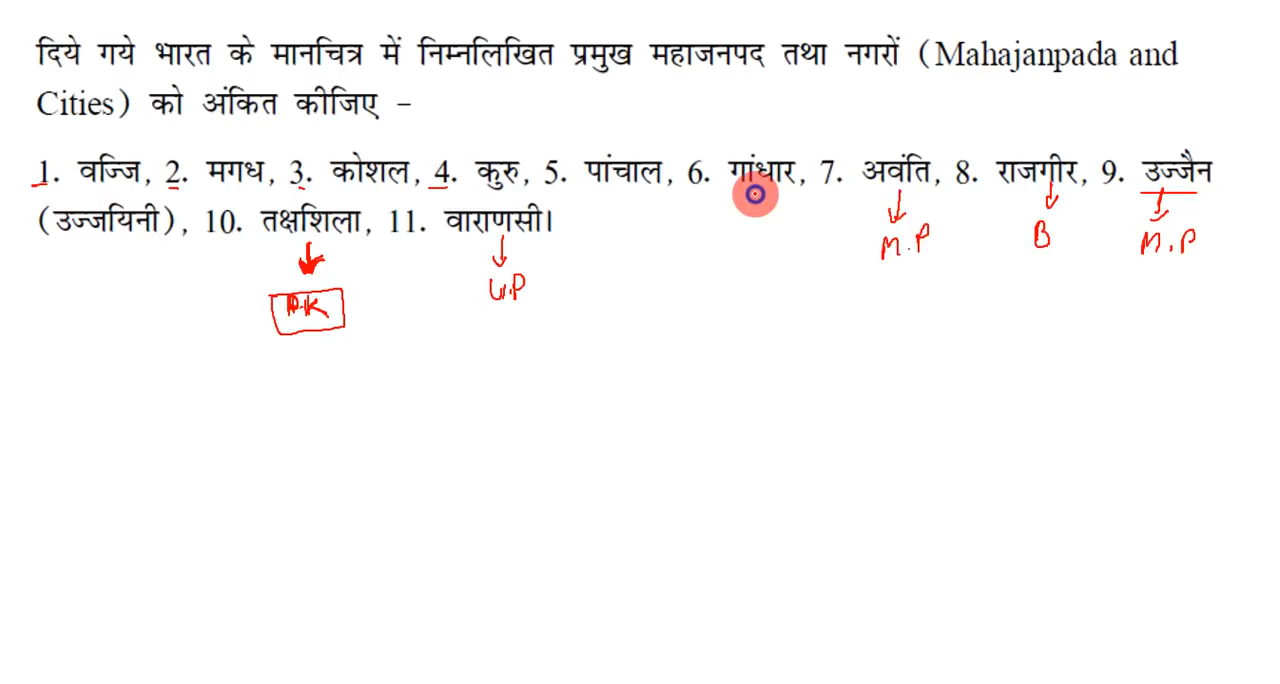 दिये गये भारत के मानचित्र में निम्नलिखित प्रमुख महाजनपद तथा नगरों (Mahajanpada and
Cities) को अंकित कीजिए -
1. वज्जि, 2. मगध, 3. कोशल, 4. कुरु, 5. पांचाल, 6. गांधार, 7. अवंति, 8. राजगीर, 9. उज्जैन
(उज्जयिनी), 10. तक्षशिला, 11. वाराणसी।
M.P B M.P
P.K U.P